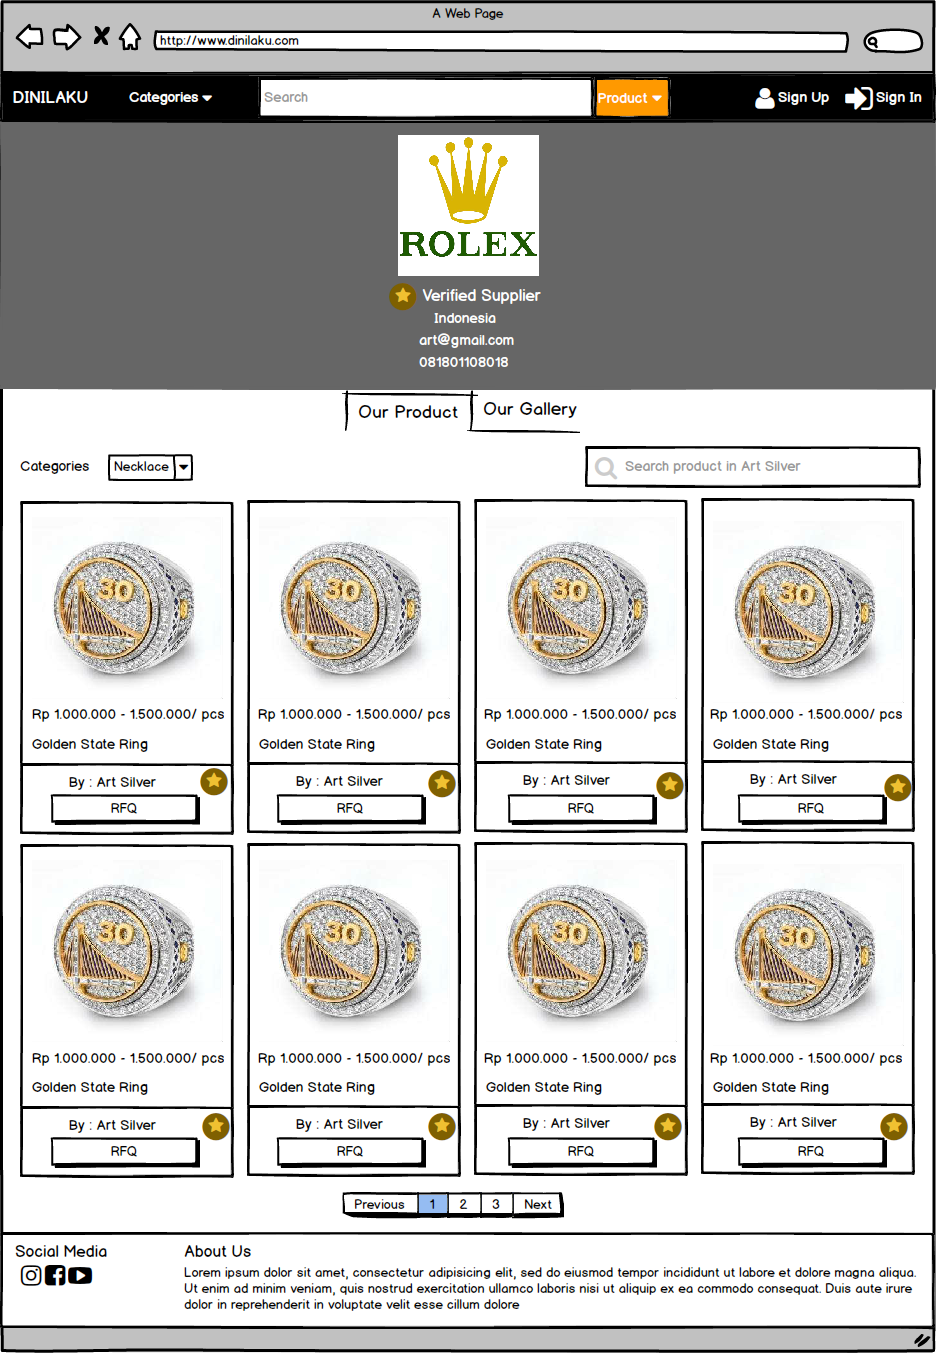 A Web Page
http://www.dinilaku.com
DINILAKU Categories Search Product Sign Up Sign In
ROLEX
Verified Supplier
Indonesia
art@gmail.com
081801108018
Our Product Our Gallery
Categories Necklace Search product in Art Silver
30 30 30 30
Rp 1.000.000 - 1.500.000/ pcs Rp 1.000.000 - 1.500.000/ pcs Rp 1.000.000 - 1.500.000/ pcs Rp 1.000.000 - 1.500.000/ pcs
Golden State Ring Golden State Ring Golden State Ring Golden State Ring
By : Art Silver By : Art Silver By : Art Silver By : Art Silver
RFQ RFQ RFQ RFQ
30 30 30 30
Rp 1.000.000 - 1.500.000/ pcs Rp 1.000.000 - 1.500.000/ pcs Rp 1.000.000 - 1.500.000/ pcs Rp 1.000.000 - 1.500.000/ pcs
Golden State Ring Golden State Ring Golden State Ring Golden State Ring
By : Art Silver By : Art Silver By : Art Silver By : Art Silver
RFQ RFQ RFQ RFQ
Previous 1 2 3 Next
Social Media About Us
Lorem ipsum dolor sit amet, consectetur adipisicing elit, sed do eiusmod tempor incididunt ut labore et dolore magna aliqua.
Ut enim ad minim veniam, quis nostrud exercitation ullamco laboris nisi ut aliquip ex ea commodo consequat. Duis aute irure
dolor in reprehenderit in voluptate velit esse cillum dolore